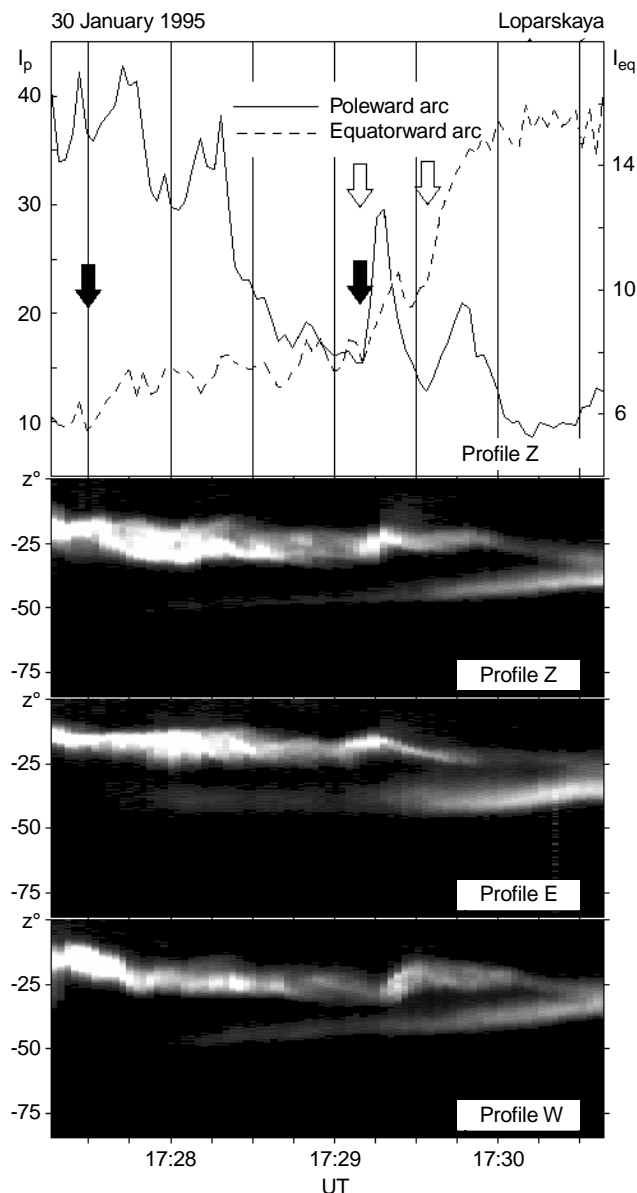 30 January 1995 Loparskaya
Ip Ieq
40
30
20
10
14
10
6
Poleward arc
Equatorward arc
Profile Z
z°
-25
-50
-75
Profile Z
z°
-25
-50
-75
Profile E
z°
-25
-50
-75
Profile W
17:28 17:29 17:30
UT